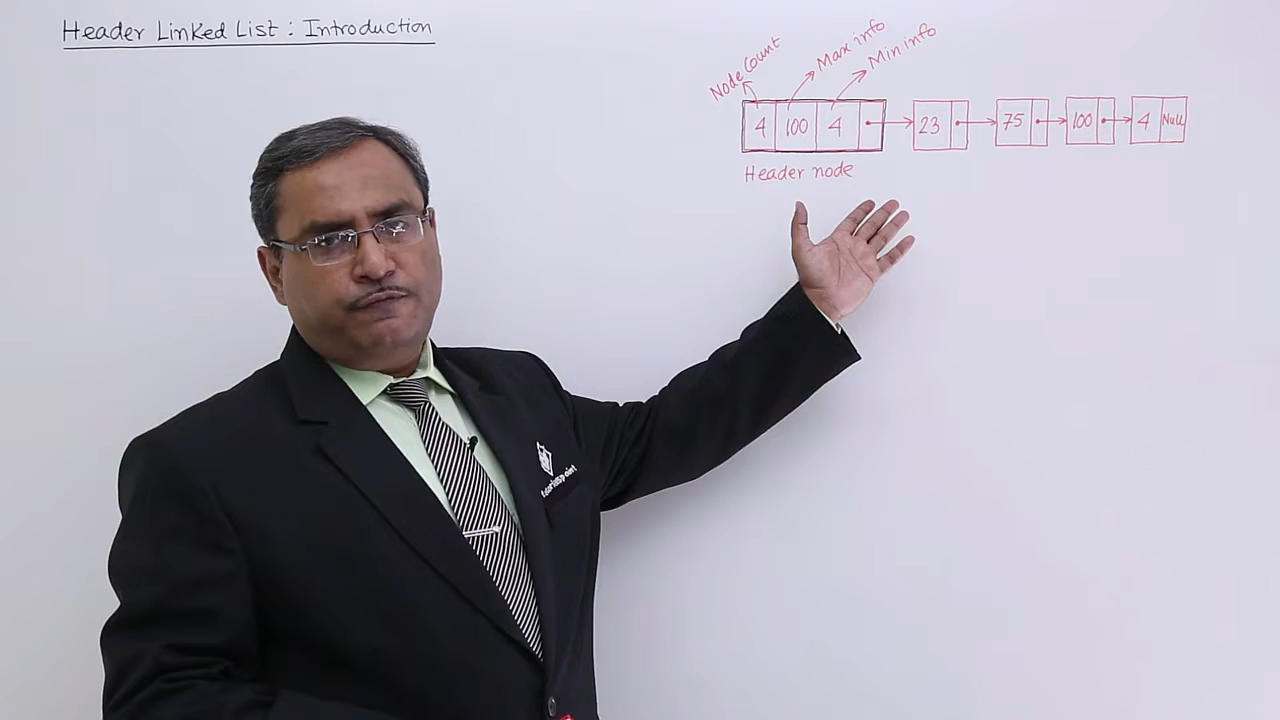 Header Linked List : Introduction
Node Count
Max info
Min info
4 100 4 23 75 100 4 Null
Header node
tutorialspoint